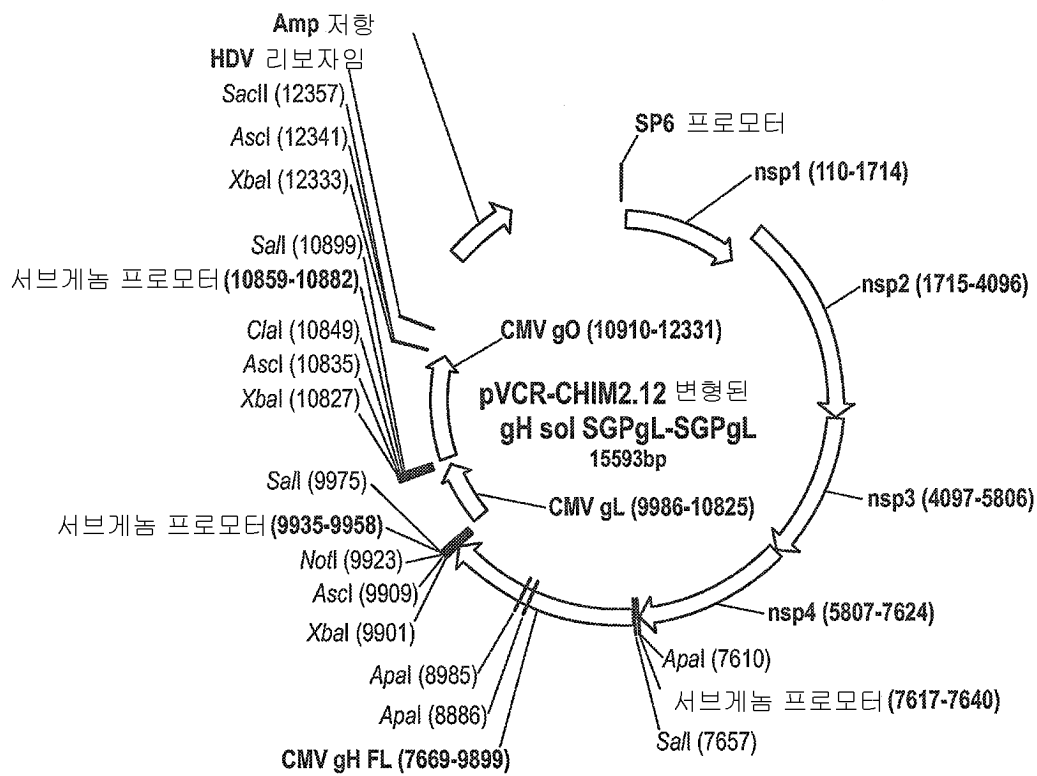 Amp 저항
HDV 리보자임
SacII (12357)
AscI (12341)
XbaI (12333)
SalI (10899)
서브게놈 프로모터(10859-10882)
ClaI (10849)
AscI (10835)
XbaI (10827)
SalI (9975)
서브게놈 프로모터(9935-9958)
NotI (9923)
AscI (9909)
XbaI (9901)
ApaI (8985)
ApaI (8886)
CMV gH FL (7669-9899)
SP6 프로모터
nsp1 (110-1714)
nsp2 (1715-4096)
nsp3 (4097-5806)
nsp4 (5807-7624)
ApaI (7610)
서브게놈 프로모터(7617-7640)
SalI (7657)
CMV gO (10910-12331)
pVCR-CHIM2.12 변형된
gH sol SGPgL-SGPgL
15593bp
CMV gL (9986-10825)